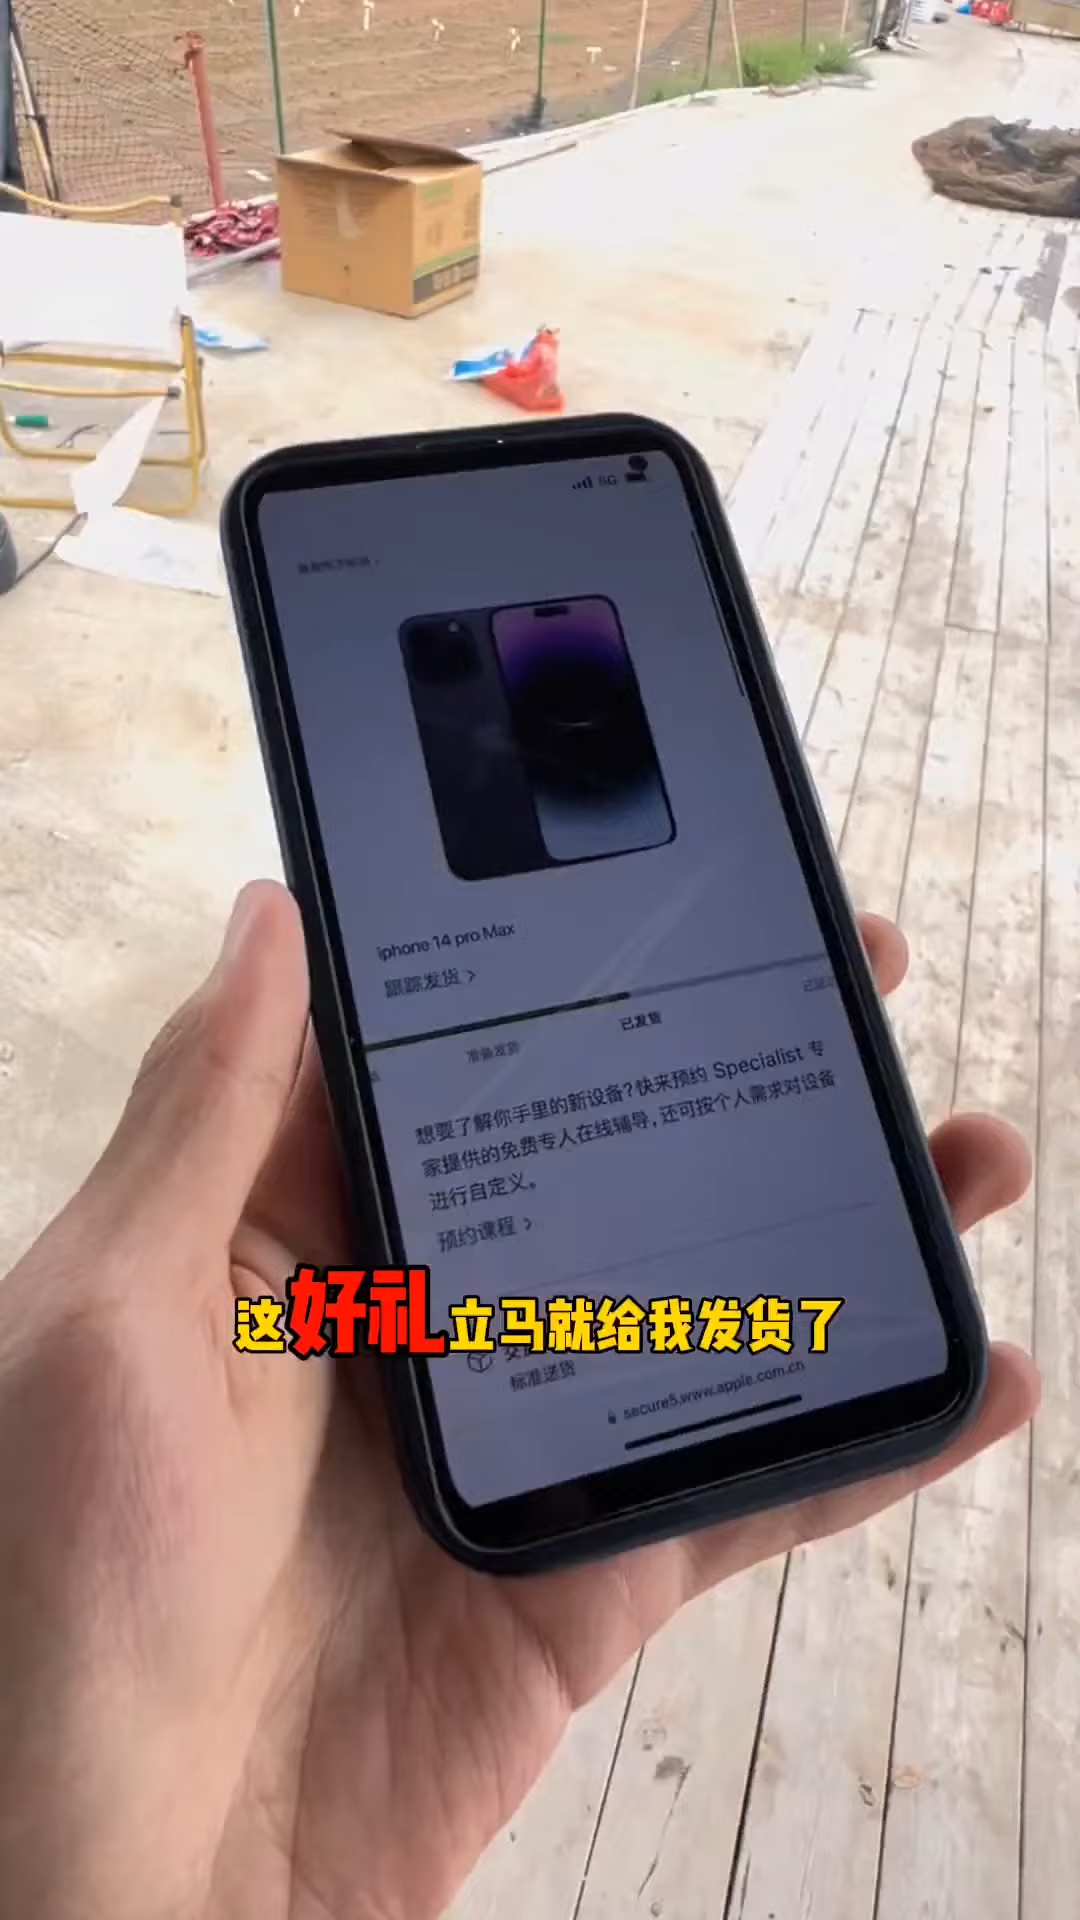 5G
iphone 14 pro Max
跟踪发货 >
准备发货
已发货
想要了解你手里的新设备?快来预约 Specialist 专
家提供的免费专人在线辅导,还可按个人需求对设备
进行自定义。
预约课程 >
这好礼立马就给我发货了
标准送货
secure5.www.apple.com.cn